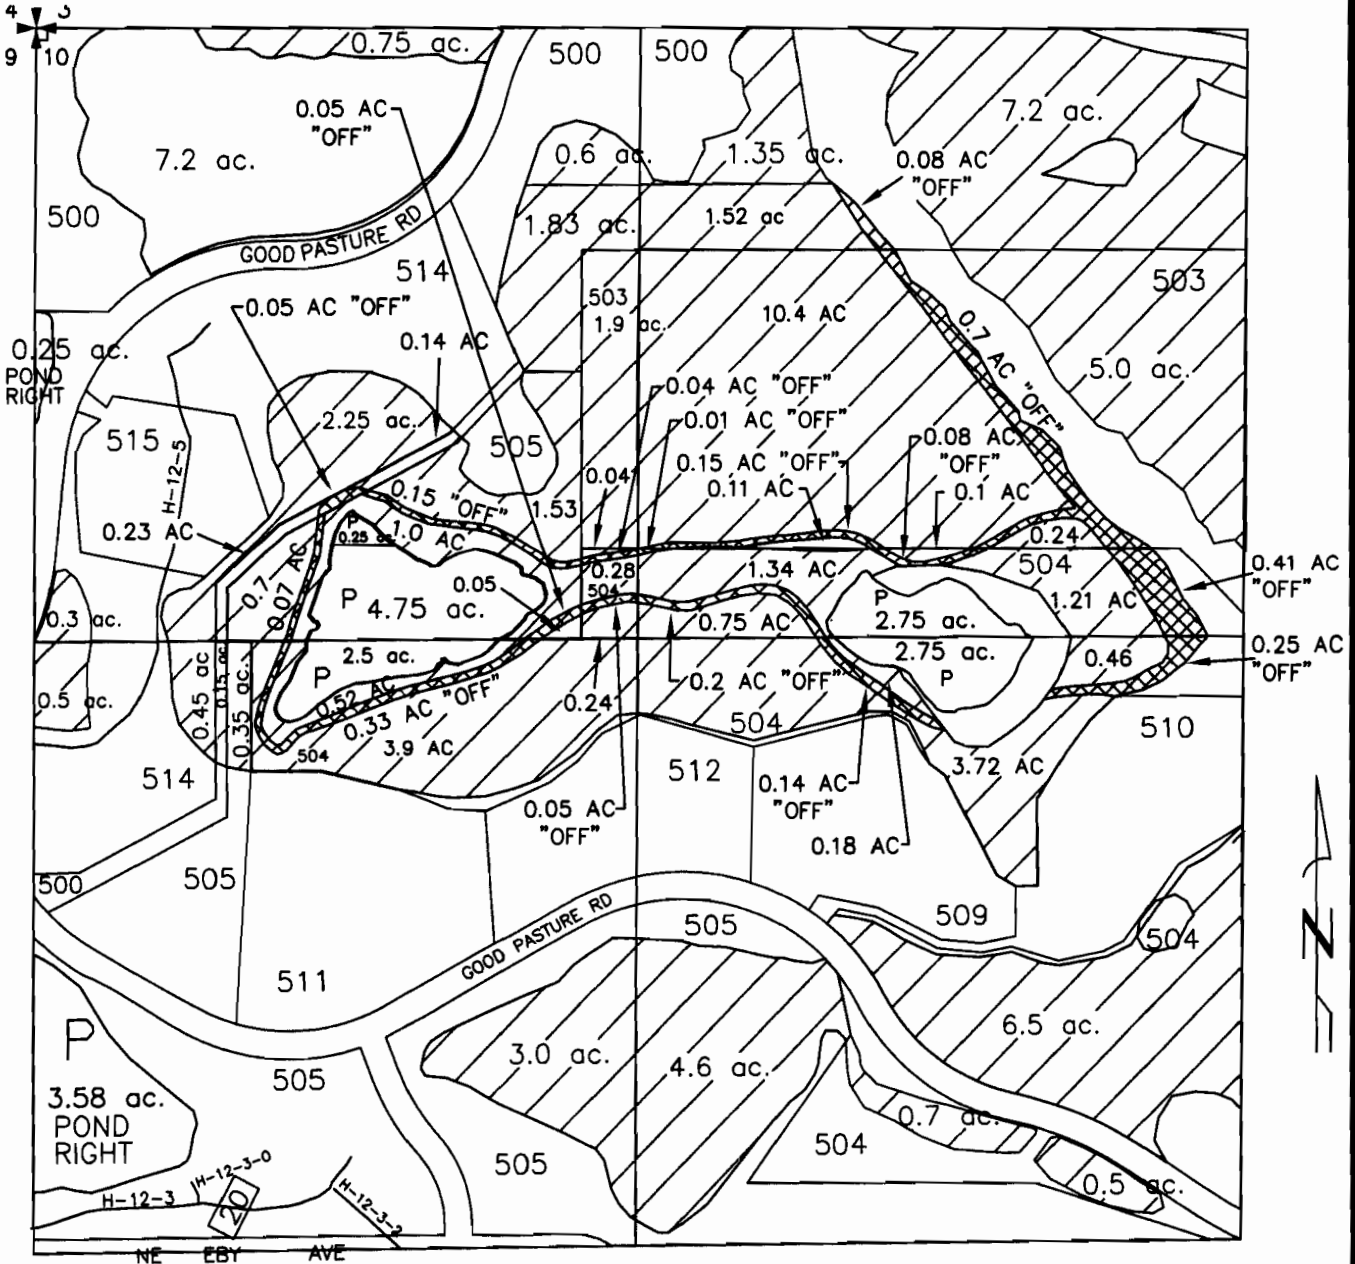 4 3
9 10
0.75 ac.
500
500
0.05 AC
"OFF"
7.2 ac.
7.2 ac.
0.6 ac.
1.35 ac.
0.08 AC
"OFF"
500
1.83 ac.
1.52 ac
GOOD PASTURE RD
514
503
503
1.9 ac.
10.4 AC
0.05 AC "OFF"
0.14 AC
0.7 AC "OFF"
5.0 ac.
0.25 ac.
POND
RIGHT
0.04 AC "OFF"
0.01 AC "OFF"
2.25 ac.
515
505
0.08 AC
"OFF"
0.15 AC "OFF"
H-12-5
0.04
0.11 AC
0.1 AC
0.15 "OFF"
1.53
0.23 AC
P
0.25 ac.
1.0 AC
0.24
504
0.7 AC
0.07
0.28
504
1.34 AC
0.41 AC
"OFF"
0.05
P 4.75 ac.
P
2.75 ac.
1.21 AC
0.3 ac.
0.75 AC
2.5 ac.
2.75 ac.
P
0.46
0.25 AC
"OFF"
0.45 ac
0.15 ac
0.35 ac.
P
0.52 AC
0.5 ac.
0.2 AC "OFF"
0.24
0.33 AC "OFF"
3.9 AC
504
504
510
514
512
3.72 AC
0.14 AC
"OFF"
0.05 AC
"OFF"
0.18 AC
500
505
509
GOOD PASTURE RD
505
504
511
P
6.5 ac.
3.0 ac.
4.6 ac.
505
3.58 ac.
POND
RIGHT
0.7 ac.
504
505
0.5 ac.
H-12-3-0
H-12-3
20
H-12-3-2
N
NE EBY AVE